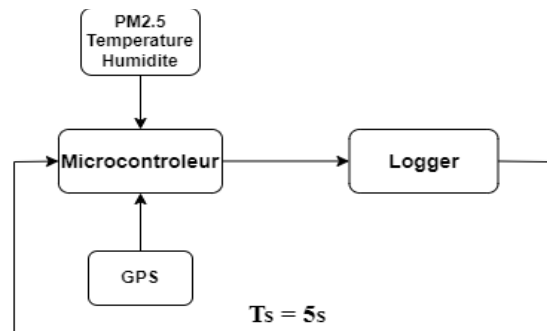 PM2.5
Temperature
Humidite
Microcontroleur
Logger
GPS
Ts = 5s